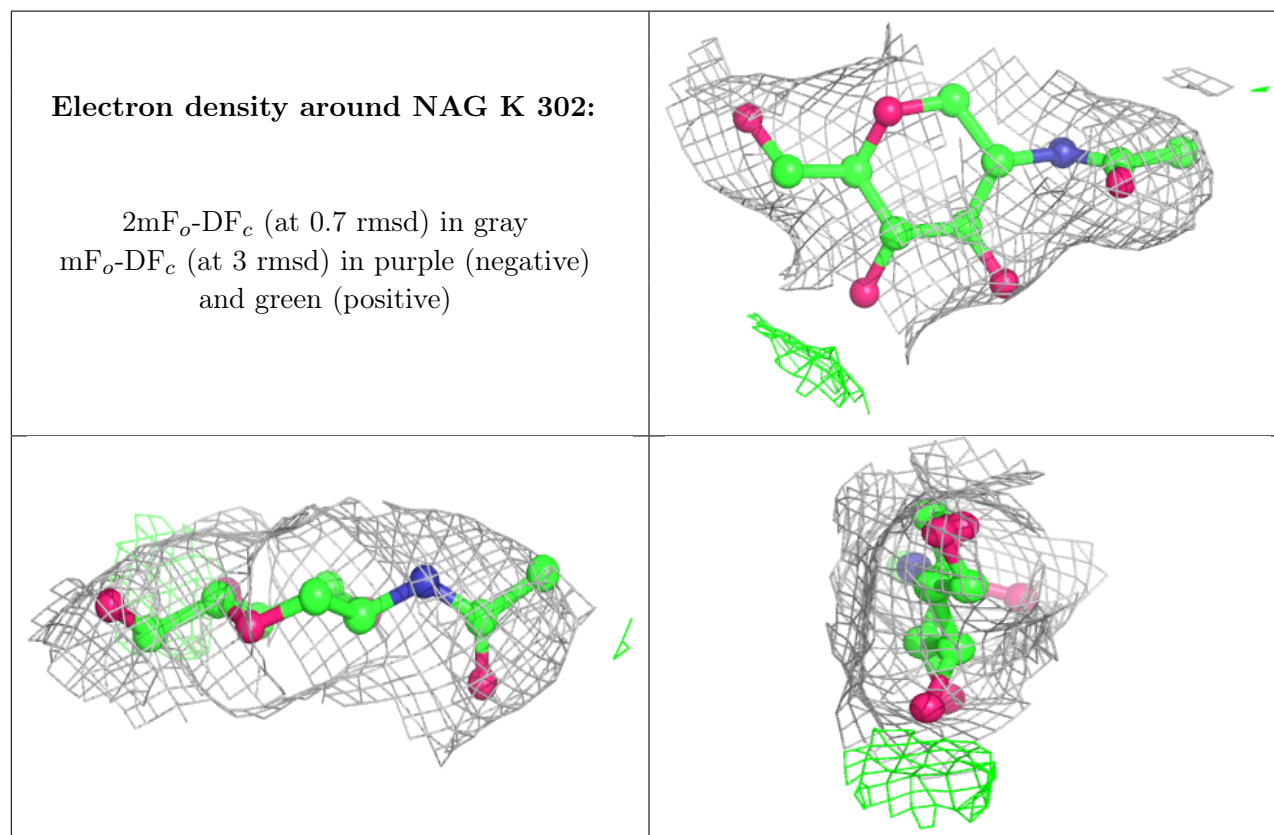 Electron density around NAG K 302:
2mFo-DFc (at 0.7 rmsd) in gray
mFo-DFc (at 3 rmsd) in purple (negative)
and green (positive)